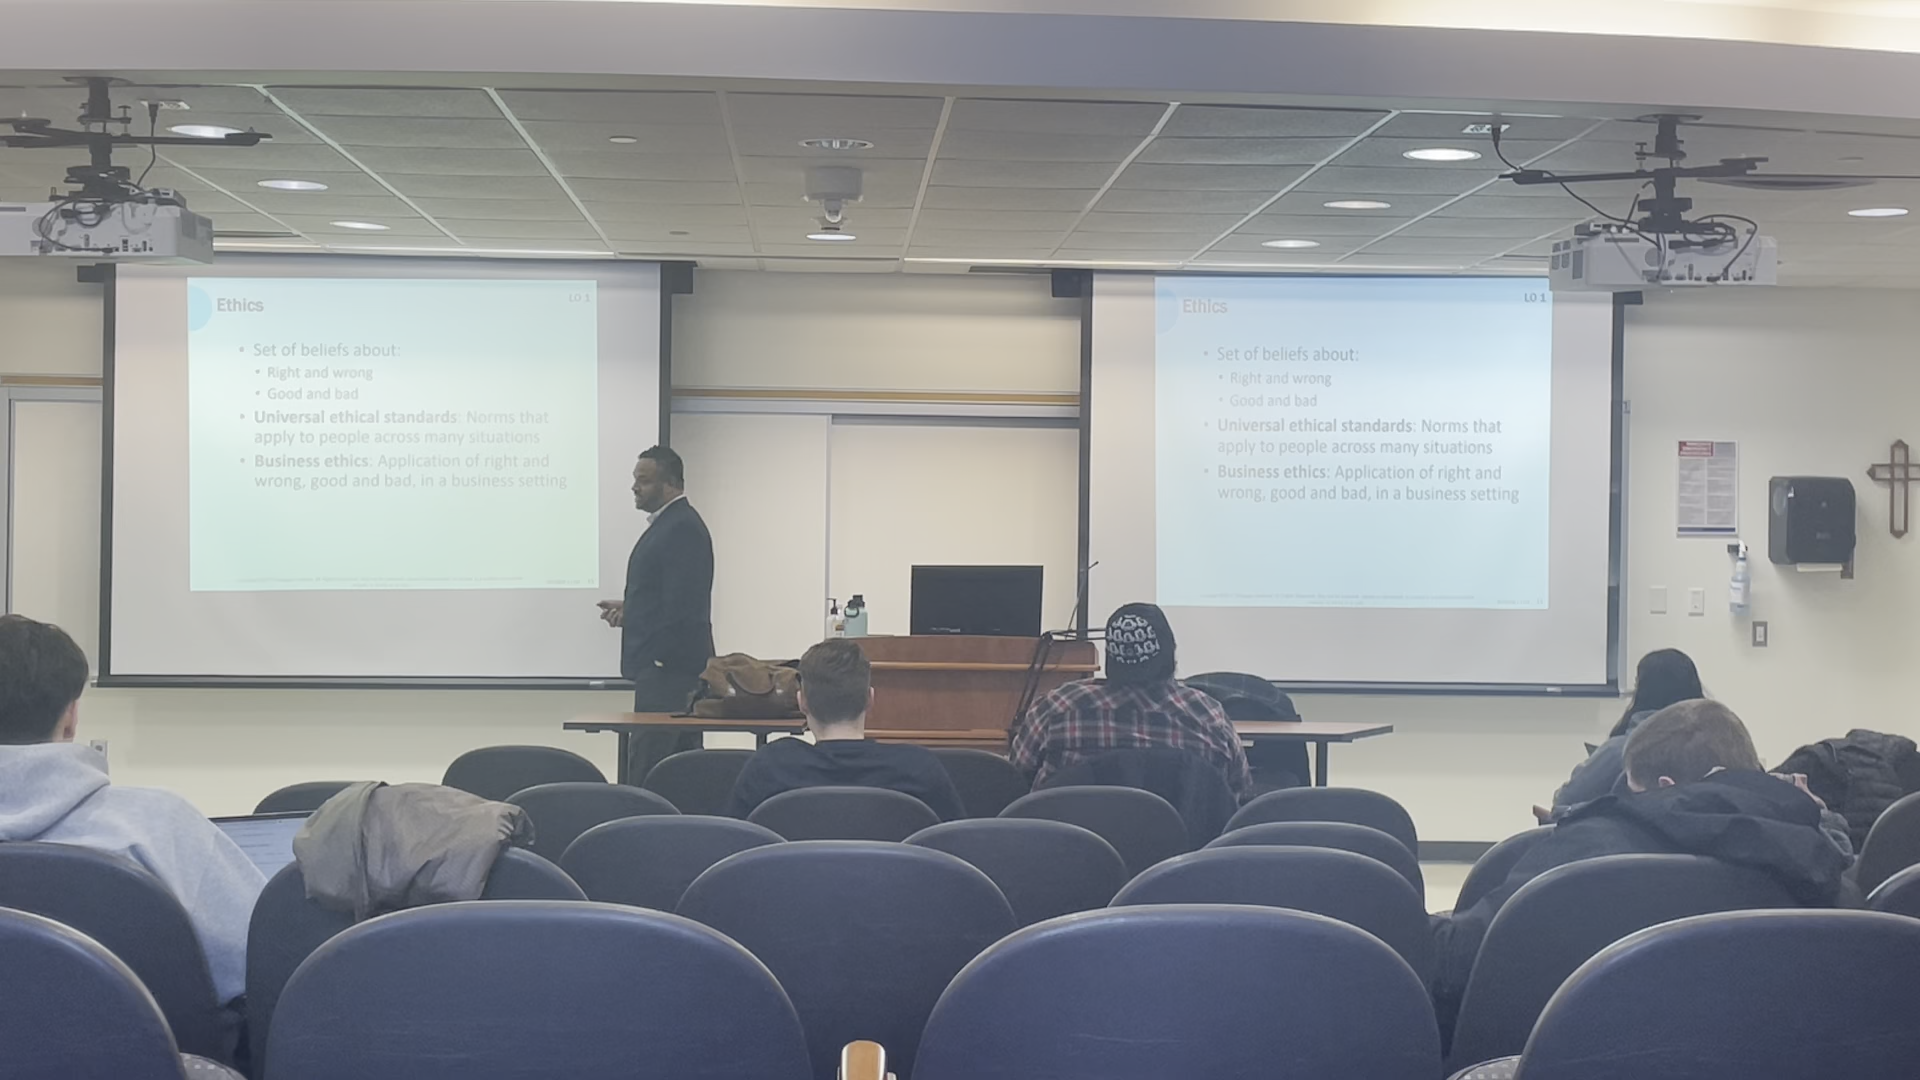 Ethics
LO 1
• Set of beliefs about:
• Right and wrong
• Good and bad
• Universal ethical standards: Norms that
apply to people across many situations
• Business ethics: Application of right and
wrong, good and bad, in a business setting
Ethics
LO 1
• Set of beliefs about:
• Right and wrong
• Good and bad
• Universal ethical standards: Norms that
apply to people across many situations
• Business ethics: Application of right and
wrong, good and bad, in a business setting